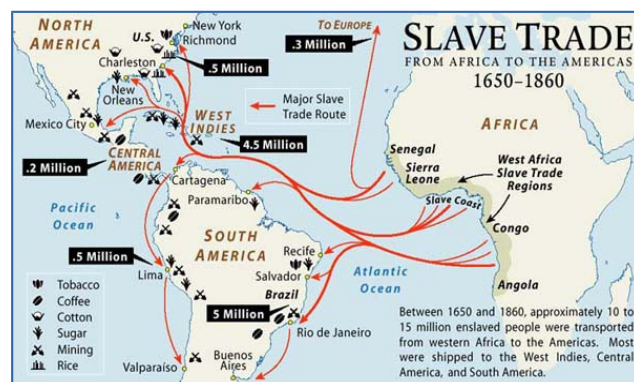 SLAVE TRADE
FROM AFRICA TO THE AMERICAS
1650–1860
NORTH
AMERICA
U.S.
New York
Richmond
Charleston
.5 Million
New
Orleans
Mexico City
WEST
INDIES
4.5 Million
.2 Million
CENTRAL
AMERICA
Major Slave
Trade Route
TO EUROPE
.3 Million
AFRICA
Senegal
Sierra
Leone
West Africa
Slave Trade
Regions
Slave Coast
Congo
Angola
Cartagena
Paramaribo
Pacific
Ocean
SOUTH
AMERICA
Recife
Salvador
Atlantic
Ocean
.5 Million
Lima
Brazil
5 Million
Rio de Janeiro
Buenos
Aires
Valparaíso
Tobacco
Coffee
Cotton
Sugar
Mining
Rice
Between 1650 and 1860, approximately 10 to
15 million enslaved people were transported
from western Africa to the Americas. Most
were shipped to the West Indies, Central
America, and South America.